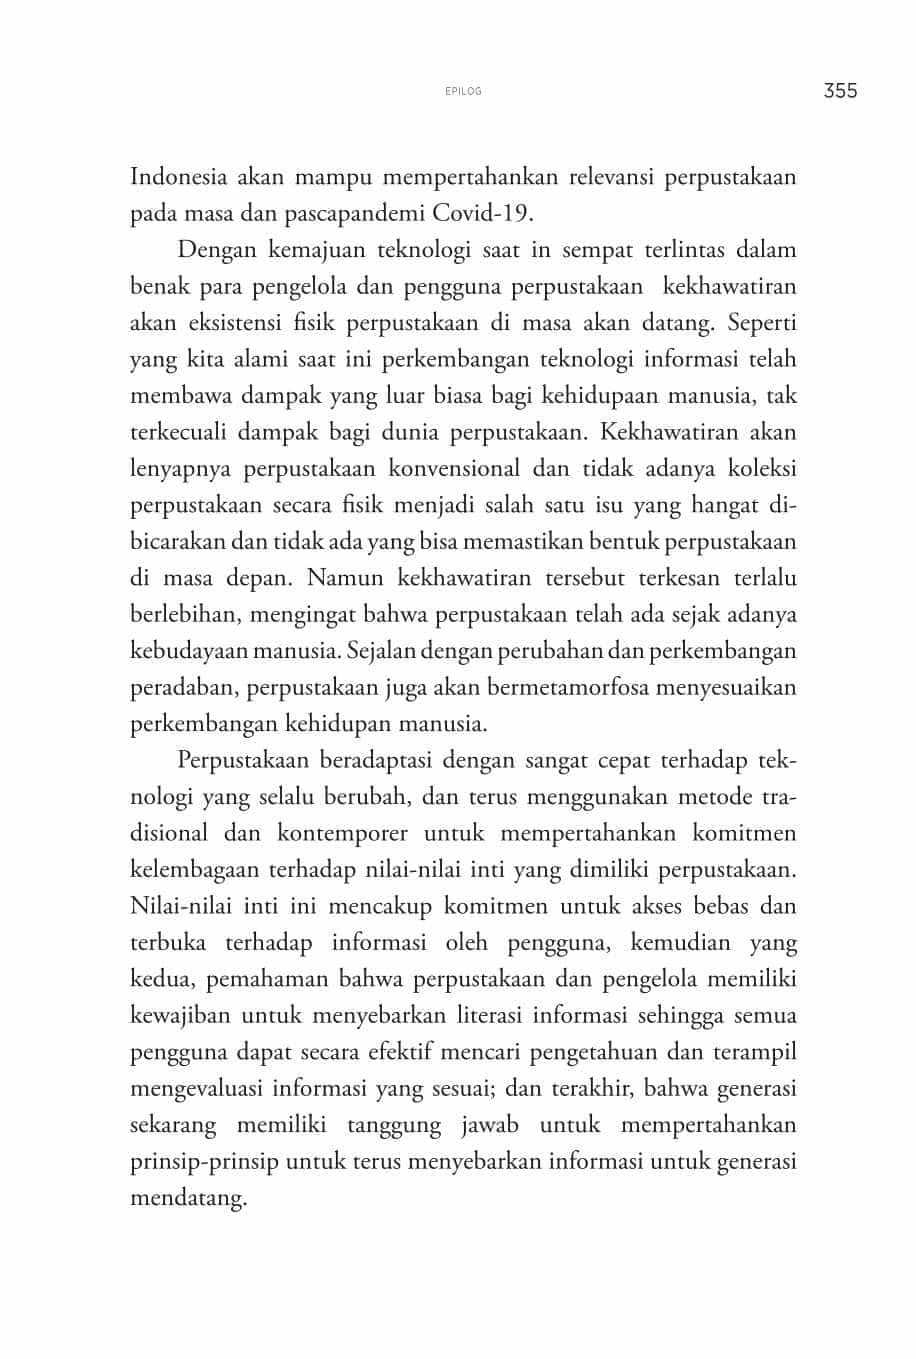 EPILOG
355
Indonesia akan mampu mempertahankan relevansi perpustakaan
pada masa dan pascapandemi Covid-19.
Dengan kemajuan teknologi saat in sempat terlintas dalam
benak para pengelola dan pengguna perpustakaan  kekhawatiran
akan eksistensi fisik perpustakaan di masa akan datang. Seperti
yang kita alami saat ini perkembangan teknologi informasi telah
membawa dampak yang luar biasa bagi kehidupaan manusia, tak
terkecuali dampak bagi dunia perpustakaan. Kekhawatiran akan
lenyapnya perpustakaan konvensional dan tidak adanya koleksi
perpustakaan secara fisik menjadi salah satu isu yang hangat di-
bicarakan dan tidak ada yang bisa memastikan bentuk perpustakaan
di masa depan. Namun kekhawatiran tersebut terkesan terlalu
berlebihan, mengingat bahwa perpustakaan telah ada sejak adanya
kebudayaan manusia. Sejalan dengan perubahan dan perkembangan
peradaban, perpustakaan juga akan bermetamorfosa menyesuaikan
perkembangan kehidupan manusia.
Perpustakaan beradaptasi dengan sangat cepat terhadap tek-
nologi yang selalu berubah, dan terus menggunakan metode tra-
disional dan kontemporer untuk mempertahankan komitmen
kelembagaan terhadap nilai-nilai inti yang dimiliki perpustakaan.
Nilai-nilai inti ini mencakup komitmen untuk akses bebas dan
terbuka terhadap informasi oleh pengguna, kemudian yang
kedua, pemahaman bahwa perpustakaan dan pengelola memiliki
kewajiban untuk menyebarkan literasi informasi sehingga semua
pengguna dapat secara efektif mencari pengetahuan dan terampil
mengevaluasi informasi yang sesuai; dan terakhir, bahwa generasi
sekarang memiliki tanggung jawab untuk mempertahankan
prinsip-prinsip untuk terus menyebarkan informasi untuk generasi
mendatang.